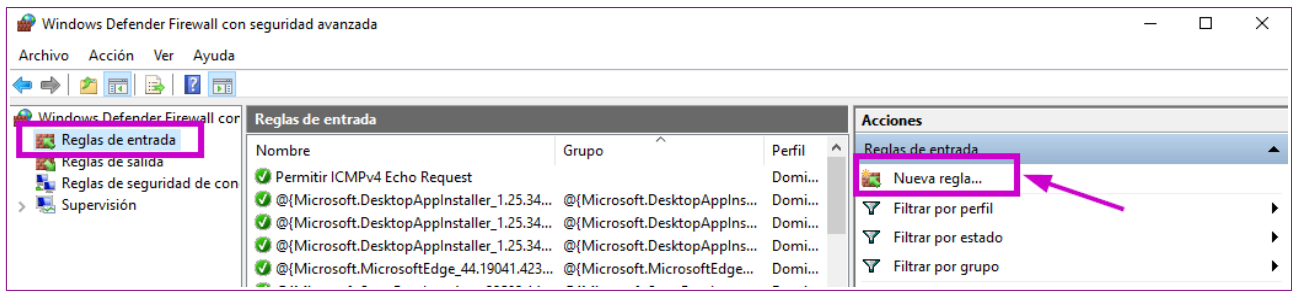 Windows Defender Firewall con seguridad avanzada
Archivo Acción Ver Ayuda
Windows Defender Firewall con
Reglas de entrada
Reglas de salida
Reglas de seguridad de con
Supervisión
Reglas de entrada
Nombre Grupo Perfil
Permitir ICMPv4 Echo Request Domi...
@{Microsoft.DesktopAppInstaller_1.25.34... @{Microsoft.DesktopAppIns... Domi...
@{Microsoft.DesktopAppInstaller_1.25.34... @{Microsoft.DesktopAppIns... Domi...
@{Microsoft.DesktopAppInstaller_1.25.34... @{Microsoft.DesktopAppIns... Domi...
@{Microsoft.MicrosoftEdge_44.19041.423... @{Microsoft.MicrosoftEdge... Domi...
Acciones
Reglas de entrada
Nueva regla...
Filtrar por perfil
Filtrar por estado
Filtrar por grupo